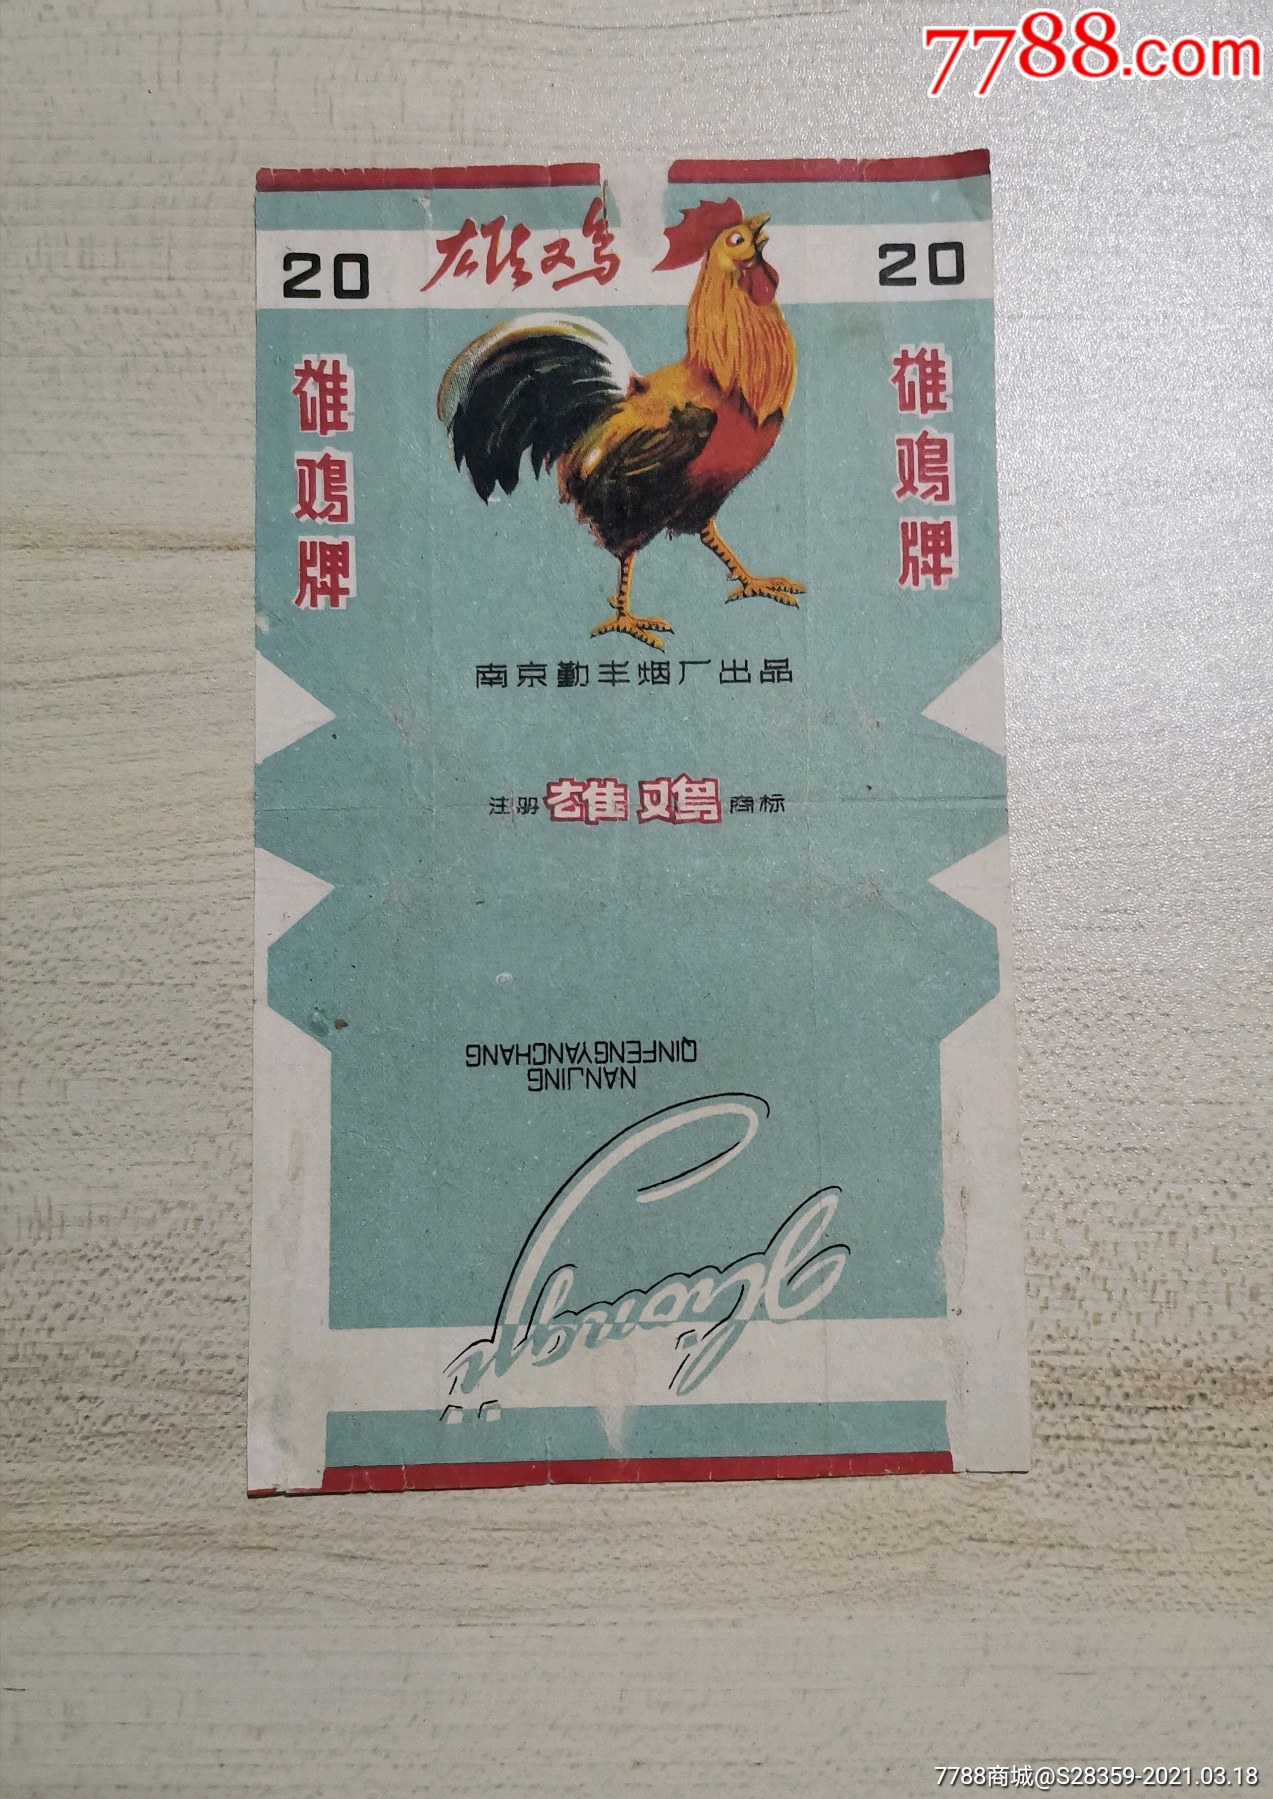 7788.com
20
雄鸡
20
雄鸡牌
雄鸡牌
南京勤丰烟厂出品
注册 雄鸡 商标
NANJING
QINFENGYANCHANG
Xiongji
7788商城@S28359-2021.03.18